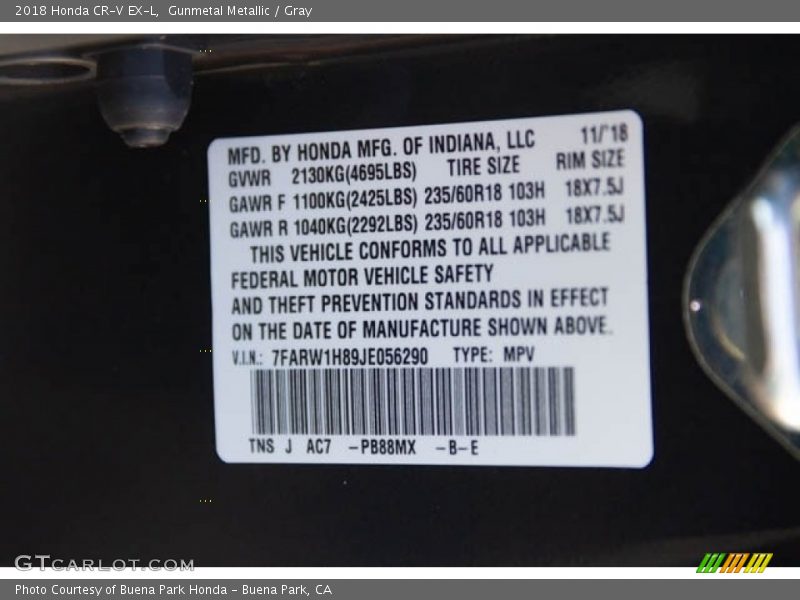 2018 Honda CR-V EX-L,  Gunmetal Metallic / Gray
MFD. BY HONDA MFG. OF INDIANA, LLC 11/'18
GVWR 2130KG(4695LBS) TIRE SIZE RIM SIZE
GAWR F 1100KG(2425LBS) 235/60R18 103H 18X7.5J
GAWR R 1040KG(2292LBS) 235/60R18 103H 18X7.5J
THIS VEHICLE CONFORMS TO ALL APPLICABLE
FEDERAL MOTOR VEHICLE SAFETY
AND THEFT PREVENTION STANDARDS IN EFFECT
ON THE DATE OF MANUFACTURE SHOWN ABOVE.
V.I.N.: 7FARW1H89JE056290 TYPE: MPV
TNS J AC7 -PB88MX -B-E
GTCARLOT.COM
Photo Courtesy of Buena Park Honda - Buena Park, CA